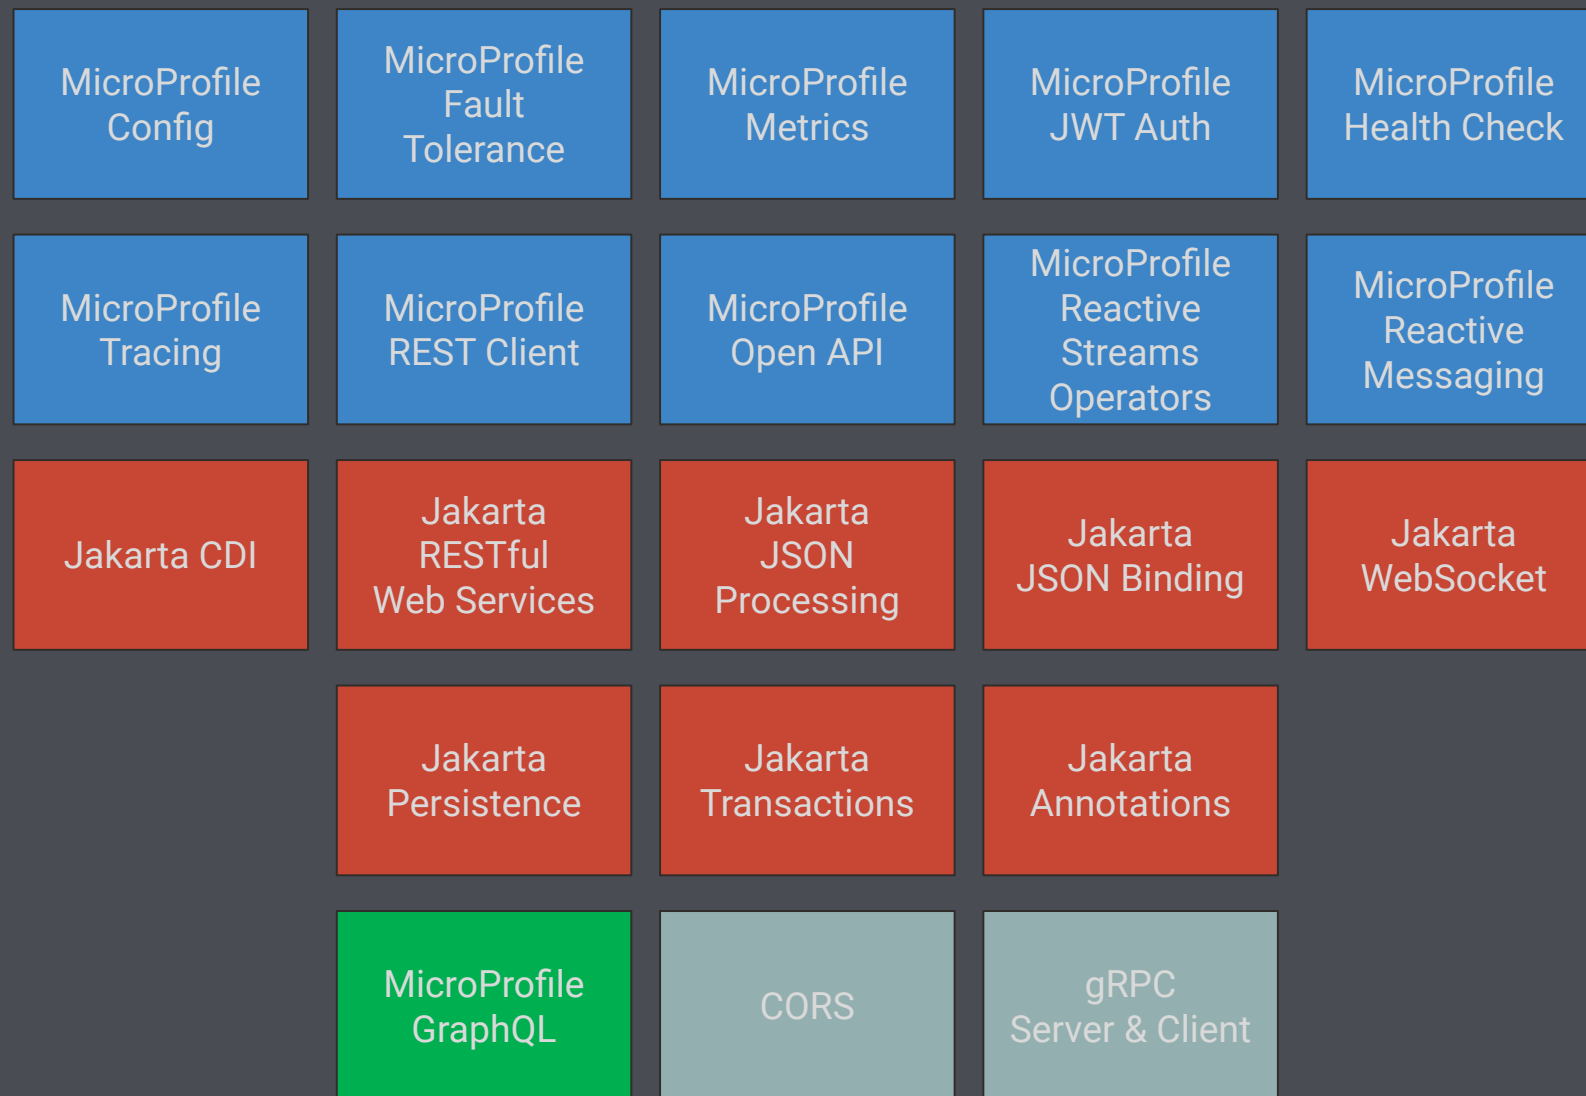 MicroProfile
Config
MicroProfile
Fault
Tolerance
MicroProfile
Metrics
MicroProfile
JWT Auth
MicroProfile
Health Check
MicroProfile
Tracing
MicroProfile
REST Client
MicroProfile
Open API
MicroProfile
Reactive
Streams
Operators
MicroProfile
Reactive
Messaging
Jakarta CDI
Jakarta
RESTful
Web Services
Jakarta
JSON
Processing
Jakarta
JSON Binding
Jakarta
WebSocket
Jakarta
Persistence
Jakarta
Transactions
Jakarta
Annotations
MicroProfile
GraphQL
CORS
gRPC
Server & Client